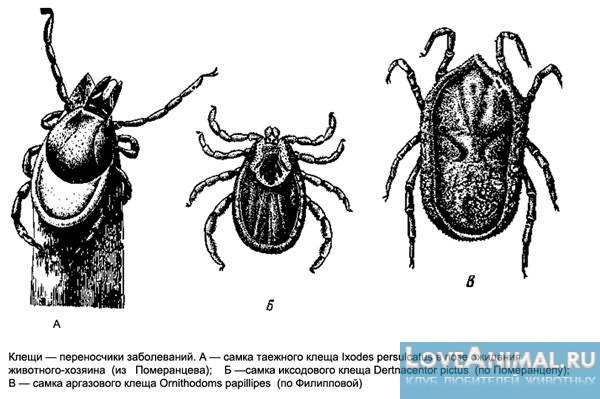 А
Б
В
Клещи — переносчики заболеваний. А — самка таежного клеща Ixodes persulcatus в позе ожидания
животного-хозяина (из Померанцева); Б —самка иксодового клеща Dertnacentor pictus (по Померанцеву);
В — самка аргазового клеща Ornithodoms papillipes (по Филипповой)
LoveAnimal.RU
КЛУБ ЛЮБИТЕЛЕЙ ЖИВОТНЫХ